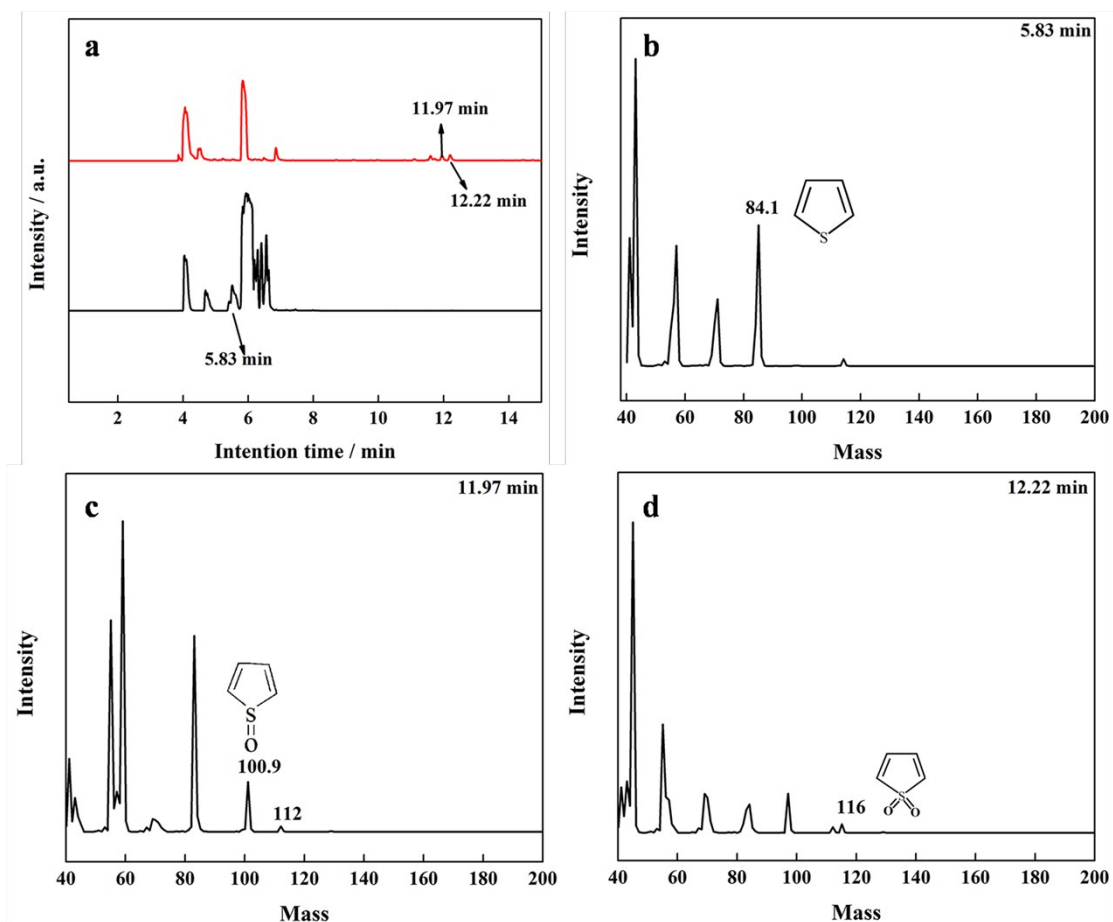 a
11.97 min
12.22 min
5.83 min
Intensity / a.u.
2 4 6 8 10 12 14
Intention time / min
b
5.83 min
84.1
S
Intensity
40 60 80 100 120 140 160 180 200
Mass
c
11.97 min
S
O
100.9
112
Intensity
40 60 80 100 120 140 160 180 200
Mass
d
12.22 min
116
S
O O
Intensity
40 60 80 100 120 140 160 180 200
Mass